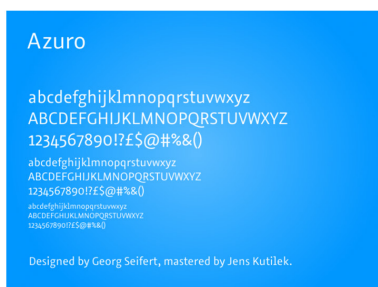 Azuro
abcdefghijklmnopqrstuvwxyz
ABCDEFGHIJKLMNOPQRSTUVWXYZ
1234567890!?£$@#%&()
abcdefghijklmnopqrstuvwxyz
ABCDEFGHIJKLMNOPQRSTUVWXYZ
1234567890!?£$@#%&()
abcdefghijklmnopqrstuvwxyz
ABCDEFGHIJKLMNOPQRSTUVWXYZ
1234567890!?£$@#%&()
Designed by Georg Seifert, mastered by Jens Kutilek.